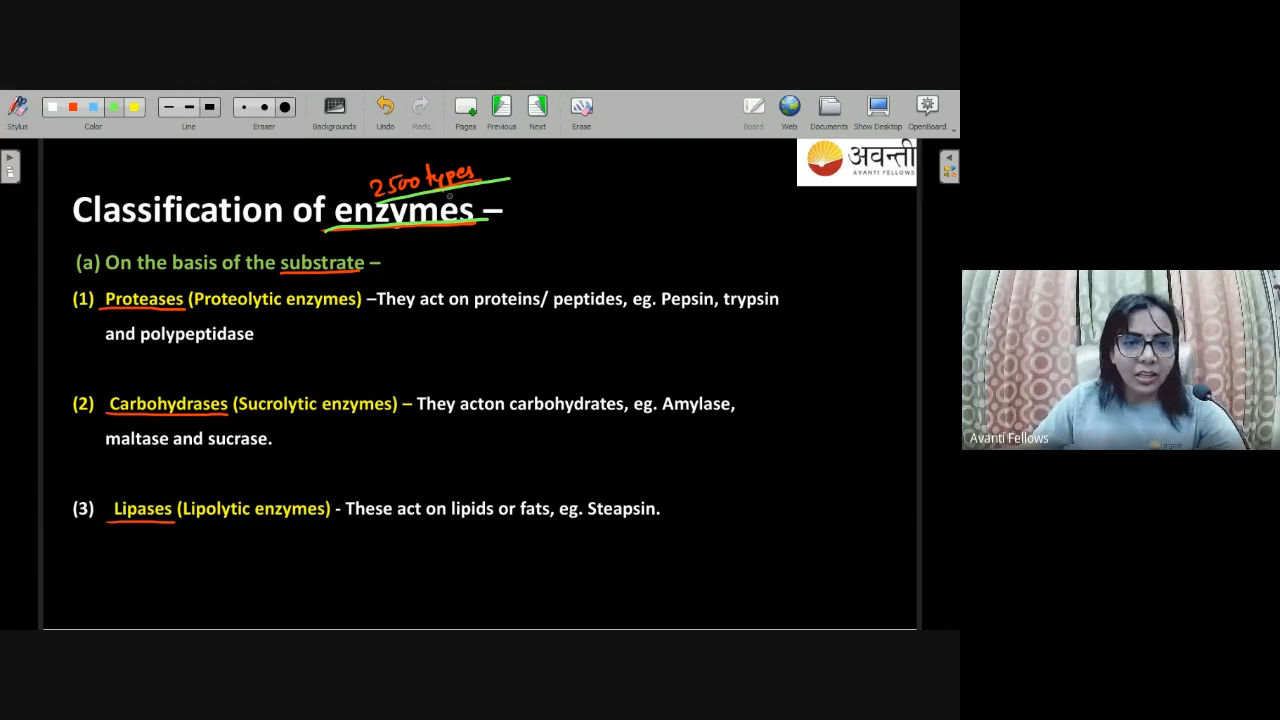 Stylus
Color
Line
Eraser
Backgrounds
Undo
Redo
Pages
Previous
Next
Erase
Board
Web
Documents
Show Desktop
OpenBoard
अवन्ती
AVANTI FELLOWS
2500 types
Classification of enzymes –
(a) On the basis of the substrate –
(1) Proteases (Proteolytic enzymes) –They act on proteins/ peptides, eg. Pepsin, trypsin
and polypeptidase
(2) Carbohydrases (Sucrolytic enzymes) – They acton carbohydrates, eg. Amylase,
maltase and sucrase.
(3) Lipases (Lipolytic enzymes) - These act on lipids or fats, eg. Steapsin.
Avanti Fellows